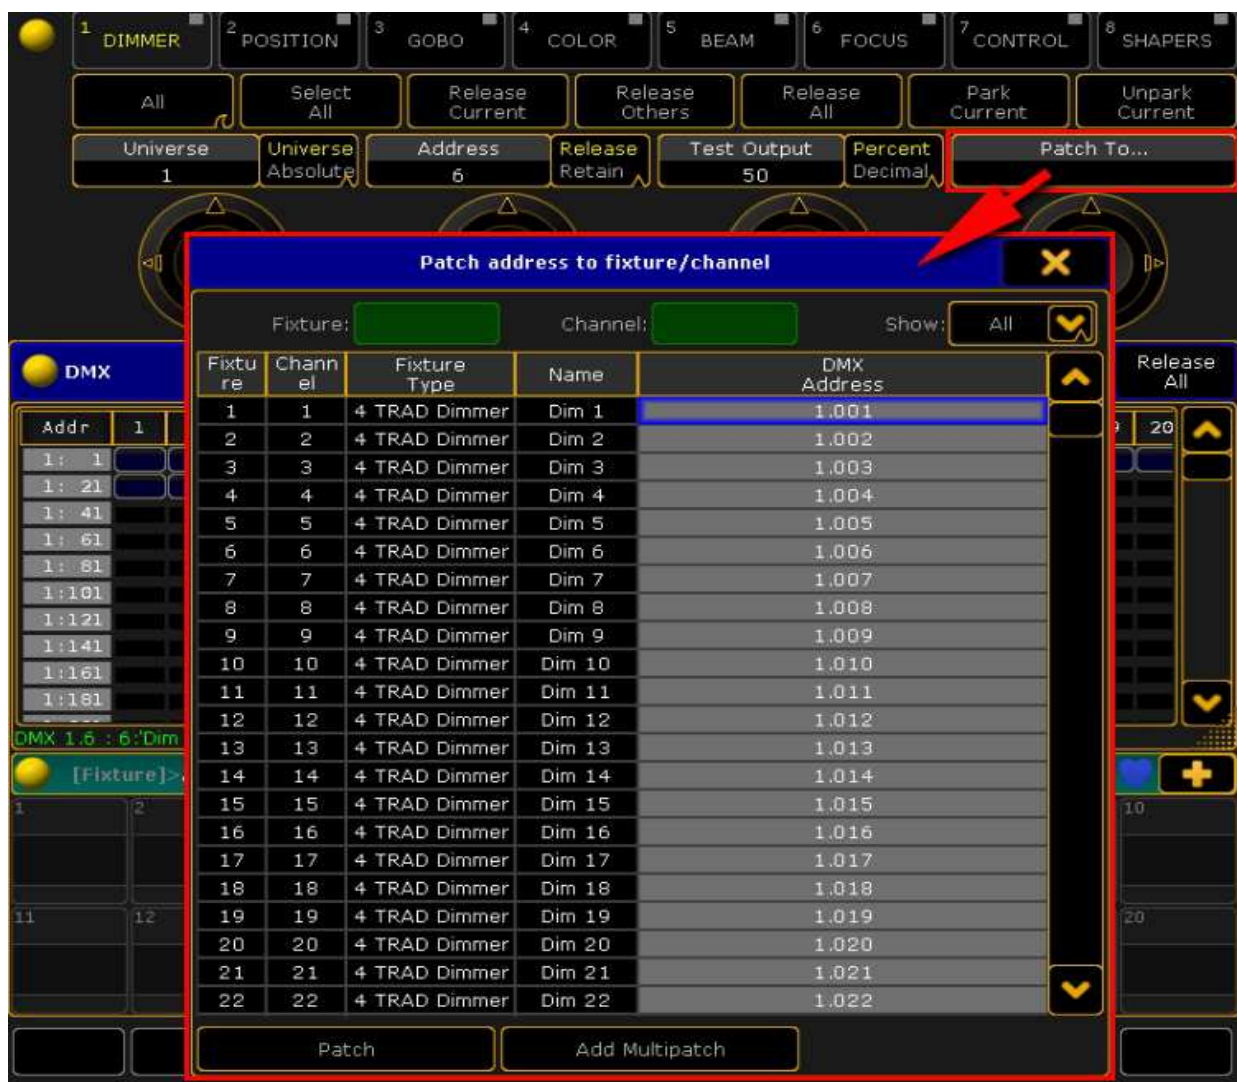 1 DIMMER 2 POSITION 3 GOBO 4 COLOR 5 BEAM 6 FOCUS 7 CONTROL 8 SHAPERS
All Select All Release Current Release Others Release All Park Current Unpark Current
Universe Universe Address Release Test Output Percent Patch To...
1 Absolute 6 Retain 50 Decimal
Patch address to fixture/channel
Fixture: Channel: Show: All
DMX
Release All
Addr 1 20
1: 1
1: 21
1: 41
1: 61
1: 81
1:101
1:121
1:141
1:161
1:181
DMX 1.6 : 6:'Dim
[Fixture]>
1 2 10
11 12 20
Fixture Channel Fixture Type Name DMX Address
1 1 4 TRAD Dimmer Dim 1 1.001
2 2 4 TRAD Dimmer Dim 2 1.002
3 3 4 TRAD Dimmer Dim 3 1.003
4 4 4 TRAD Dimmer Dim 4 1.004
5 5 4 TRAD Dimmer Dim 5 1.005
6 6 4 TRAD Dimmer Dim 6 1.006
7 7 4 TRAD Dimmer Dim 7 1.007
8 8 4 TRAD Dimmer Dim 8 1.008
9 9 4 TRAD Dimmer Dim 9 1.009
10 10 4 TRAD Dimmer Dim 10 1.010
11 11 4 TRAD Dimmer Dim 11 1.011
12 12 4 TRAD Dimmer Dim 12 1.012
13 13 4 TRAD Dimmer Dim 13 1.013
14 14 4 TRAD Dimmer Dim 14 1.014
15 15 4 TRAD Dimmer Dim 15 1.015
16 16 4 TRAD Dimmer Dim 16 1.016
17 17 4 TRAD Dimmer Dim 17 1.017
18 18 4 TRAD Dimmer Dim 18 1.018
19 19 4 TRAD Dimmer Dim 19 1.019
20 20 4 TRAD Dimmer Dim 20 1.020
21 21 4 TRAD Dimmer Dim 21 1.021
22 22 4 TRAD Dimmer Dim 22 1.022
Patch Add Multipatch